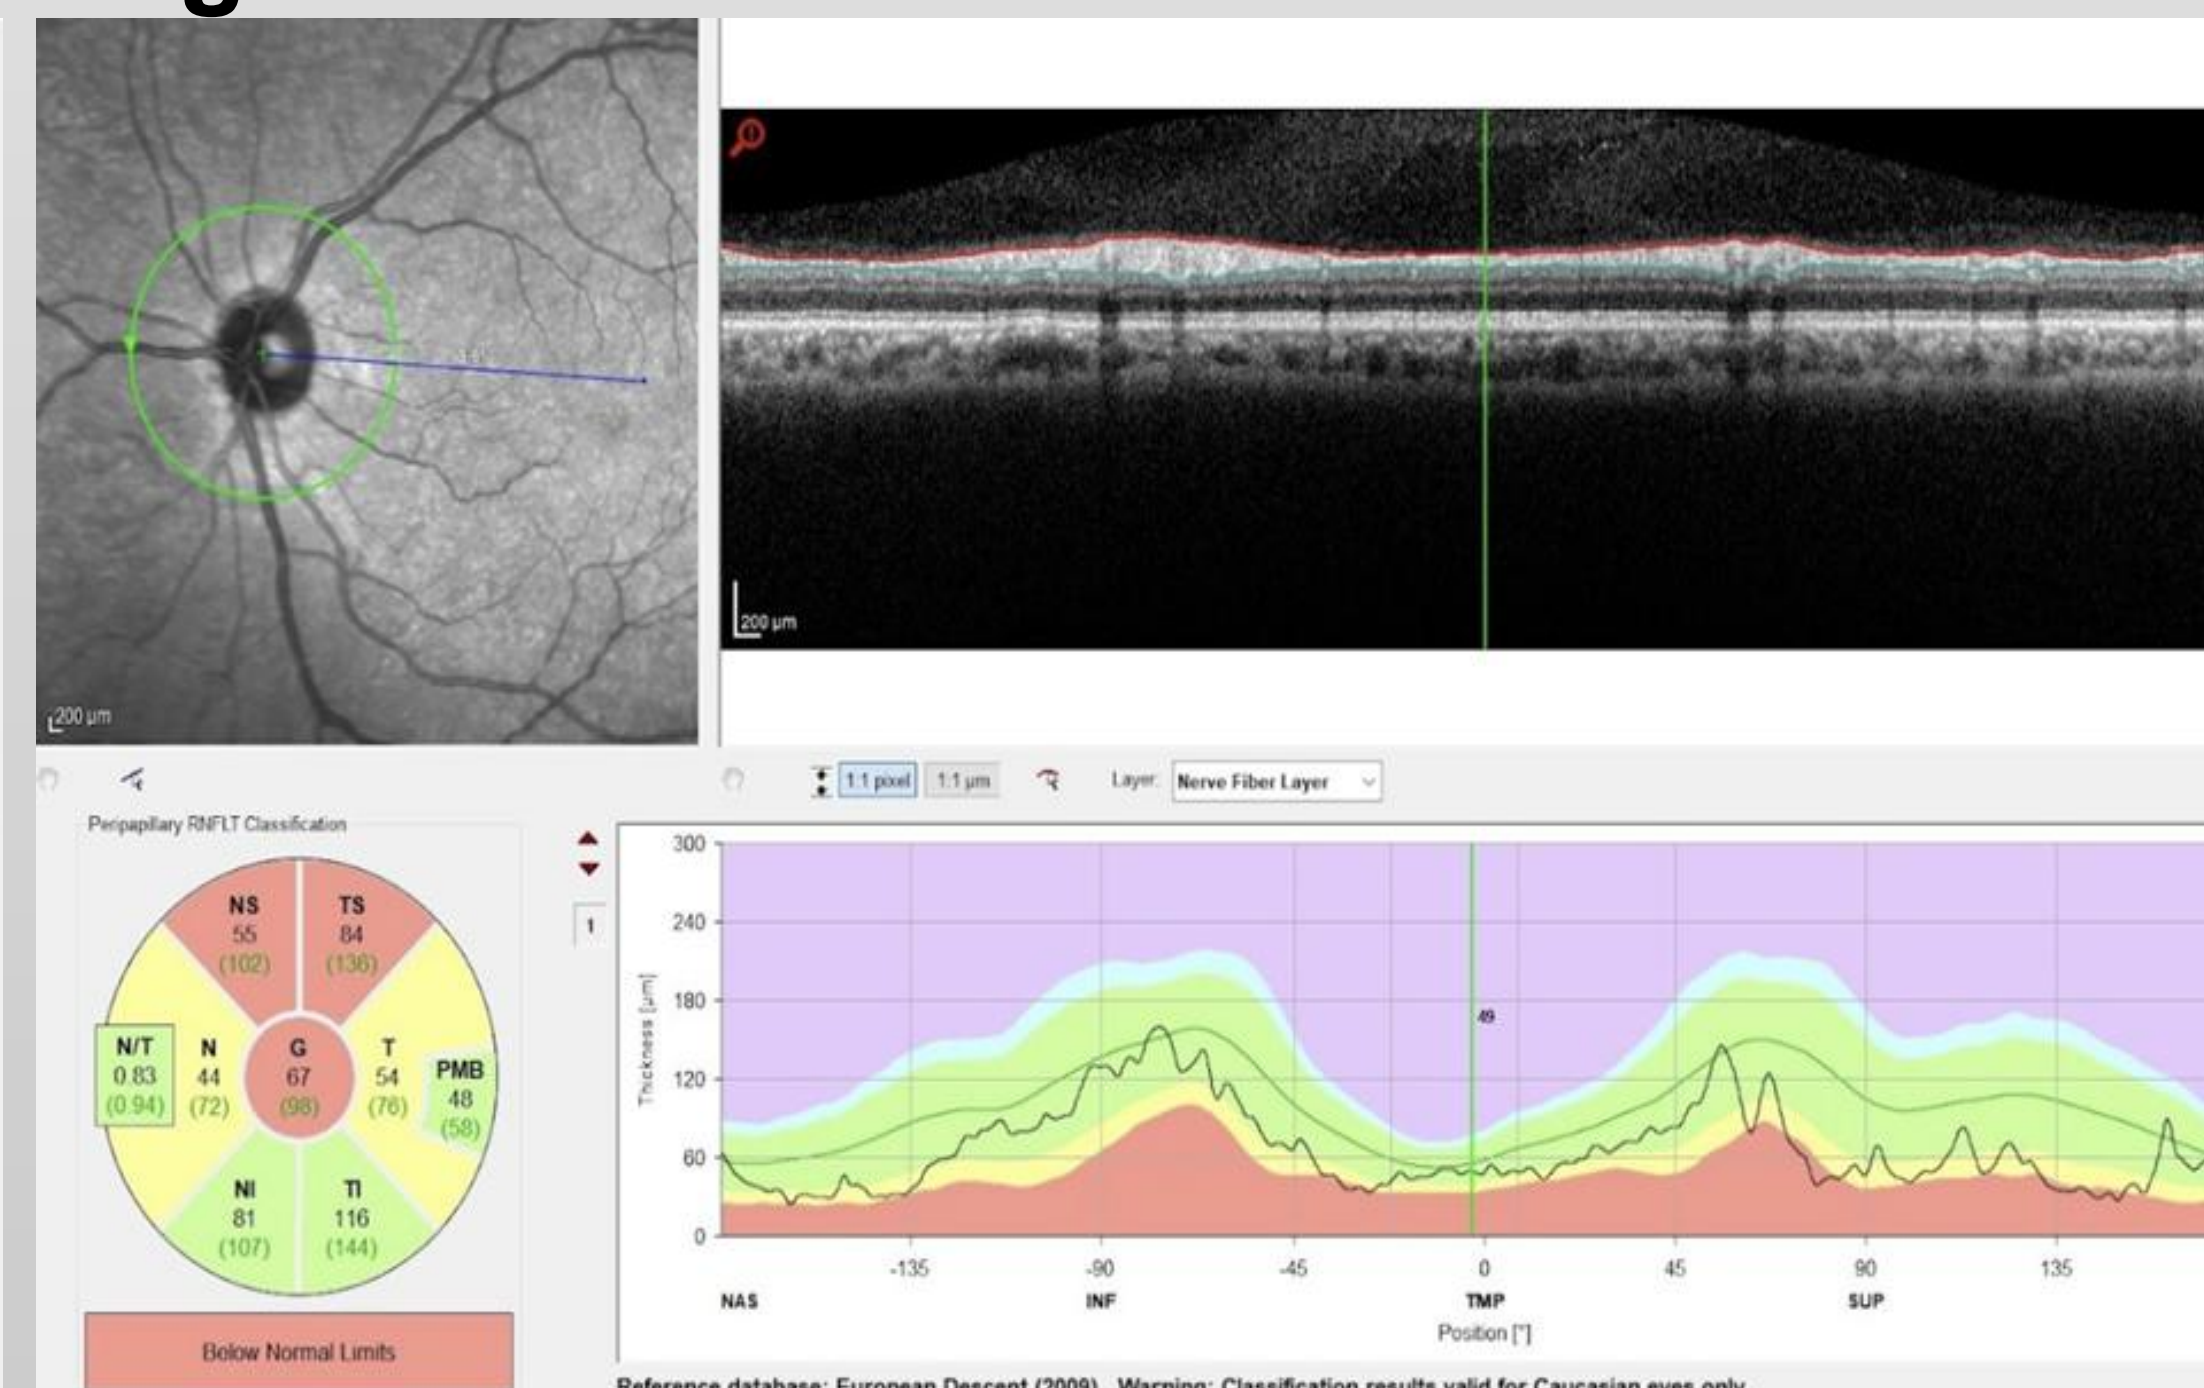 200 µm
200 µm
1:1 pixel
1:1 µm
Layer:
Nerve Fiber Layer
Peripapillary RNFLT Classification
NS
55
(102)
TS
84
(136)
N/T
0.83
(0.94)
N
44
(72)
G
67
(98)
T
54
(76)
PMB
48
(58)
NI
81
(107)
TI
116
(144)
Below Normal Limits
1
Thickness [µm]
300
240
180
120
60
0
49
-135
-90
-45
0
45
90
135
NAS
INF
TMP
SUP
Position [°]
Reference database: European Descent (2009) Warning: Classification results valid for Caucasian eyes only